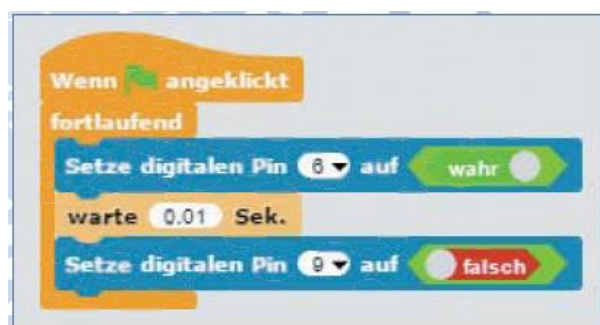 Wenn angeklickt
fortlaufend
Setze digitalen Pin 6 auf wahr
warte 0.01 Sek.
Setze digitalen Pin 9 auf falsch